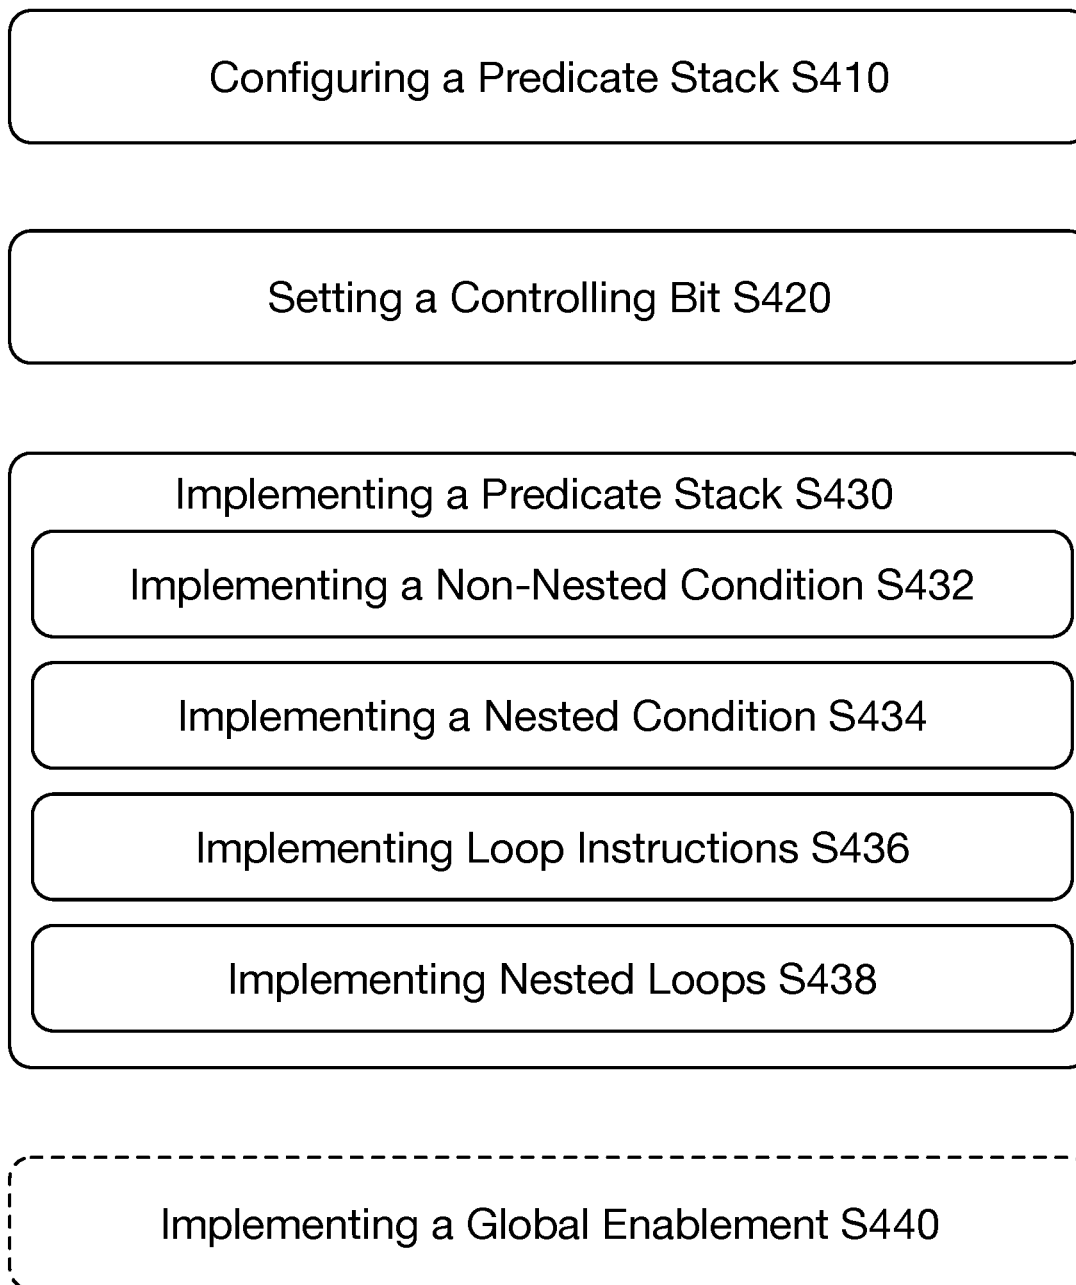 Configuring a Predicate Stack S410
Setting a Controlling Bit S420
Implementing a Predicate Stack S430
Implementing a Non-Nested Condition S432
Implementing a Nested Condition S434
Implementing Loop Instructions S436
Implementing Nested Loops S438
Implementing a Global Enablement S440